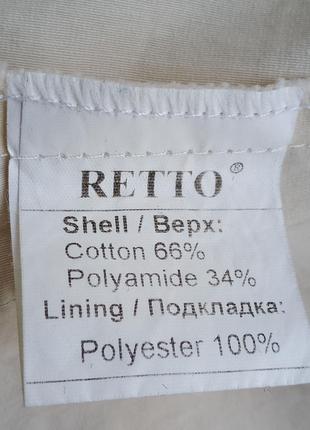 RETTO®
Shell / Верх:
Cotton 66%
Polyamide 34%
Lining / Подкладка:
Polyester 100%